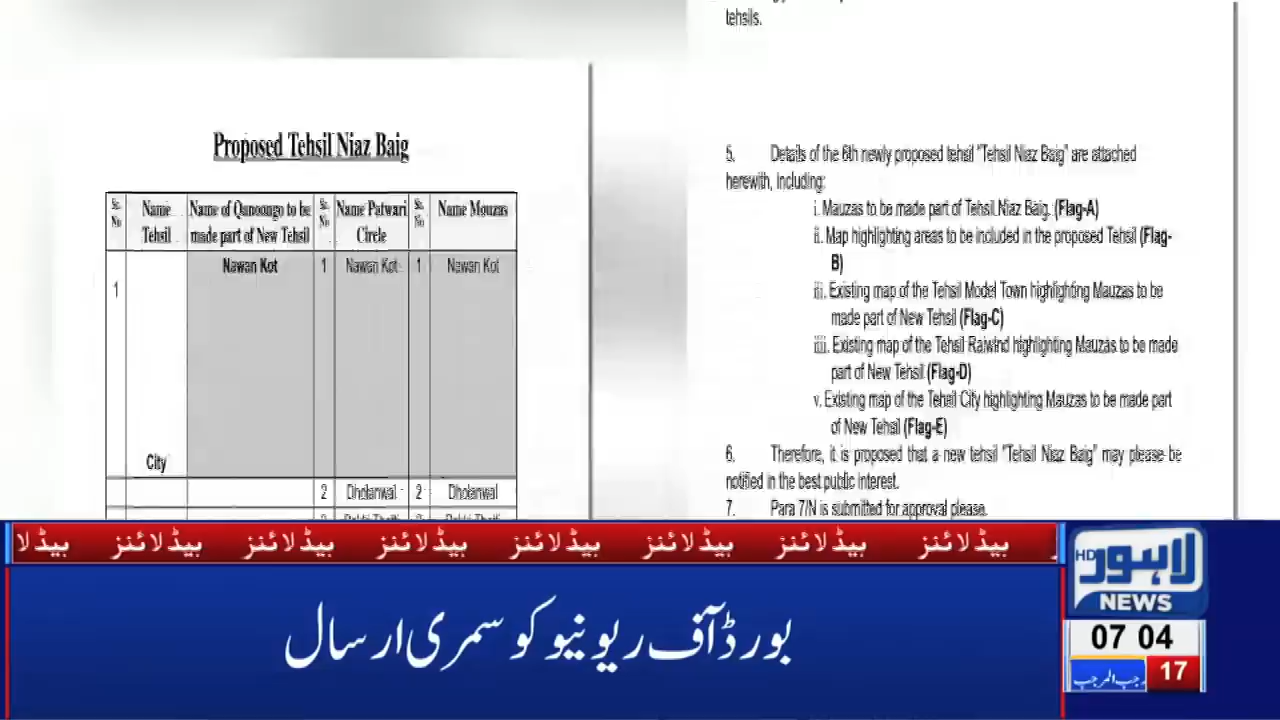 Proposed Tehsil Niaz Baig
Sr. No
Name Tehsil
Name of Qanoongo to be made part of New Tehsil
Sr. No
Name Patwari Circle
Sr. No
Name Mouzas
1
City
Nawan Kot
1
Nawan Kot
1
Nawan Kot
2
Dholanwal
2
Dholanwal
tehsils.
5. Details of the 6th newly proposed tehsil "Tehsil Niaz Baig" are attached
herewith, including:
i. Mauzas to be made part of Tehsil Niaz Baig. (Flag-A)
ii. Map highlighting areas to be included in the proposed Tehsil (Flag-
B)
iii. Existing map of the Tehsil Model Town highlighting Mauzas to be
made part of New Tehsil (Flag-C)
iiii. Existing map of the Tehsil Raiwind highlighting Mauzas to be made
part of New Tehsil (Flag-D)
v. Existing map of the Tehsil City highlighting Mauzas to be made part
of New Tehsil (Flag-E)
6. Therefore, it is proposed that a new tehsil "Tehsil Niaz Baig" may please be
notified in the best public interest.
7. Para 7/N is submitted for approval please.
ہیڈلائنز ہیڈلائنز ہیڈلائنز ہیڈلائنز ہیڈلائنز ہیڈلائنز ہیڈلائنز ہیڈلا
بورڈ آف ریونیو کو سمری ارسال
لاہور HD
NEWS
07 04
رجب المرجب 17